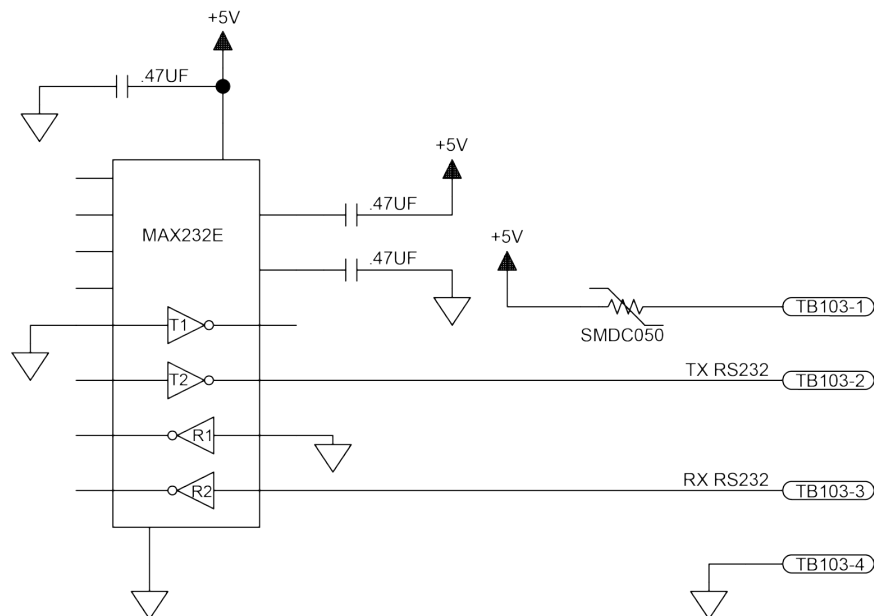 +5V
.47UF
+5V
.47UF
MAX232E
+5V
.47UF
TB103-1
SMDC050
T1
TX RS232
T2
TB103-2
R1
RX RS232
R2
TB103-3
TB103-4